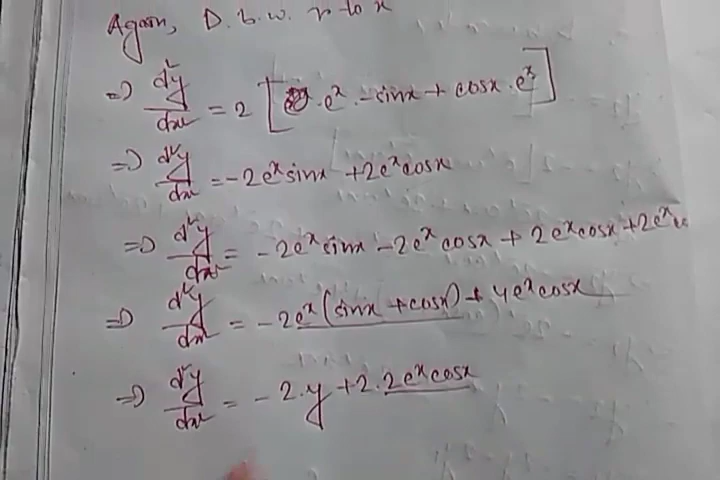 Again, D.b.w. r to x
=> d²y/dx² = 2 [e^x · -sinx + cosx · e^x]
=> d²y/dx² = -2e^x sinx + 2e^x cosx
=> d²y/dx² = -2e^x sinx - 2e^x cosx + 2e^x cosx + 2e^x
=> d²y/dx² = -2e^x (sinx + cosx) + 4e^x cosx
=> d²y/dx² = -2·y + 2·2e^x cosx